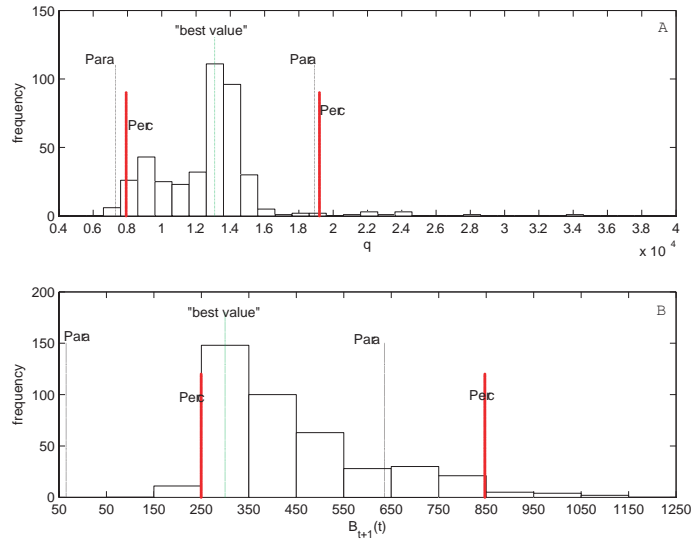 150
A
"best value"
Para
Para
100
Perc
Perc
frequency
50
0
0.4 0.6 0.8 1 1.2 1.4 1.6 1.8 2 2.2 2.4 2.6 2.8 3 3.2 3.4 3.6 3.8 4
q
x 10 4
200
B
"best value"
Para
Para
150
frequency
100
Perc
Perc
50
0
50 50 150 250 350 450 550 650 750 850 950 1050 1150 1250
B t+1 (t)